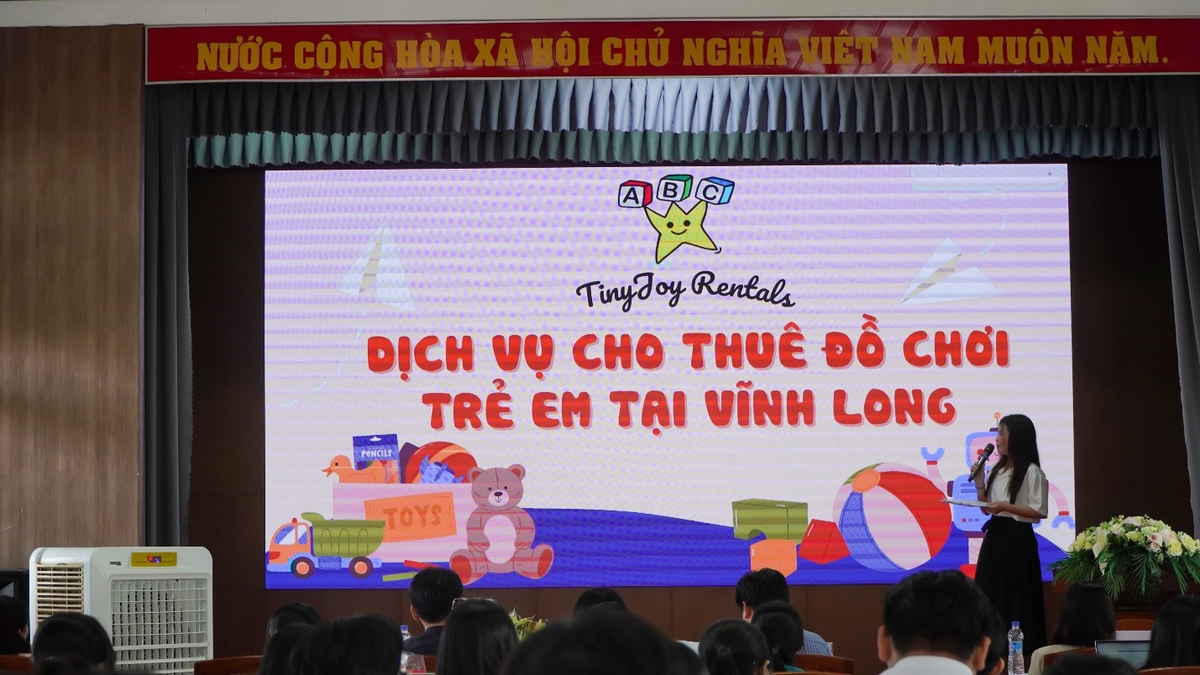 NƯỚC CỘNG HÒA XÃ HỘI CHỦ NGHĨA VIỆT NAM MUÔN NĂM.
A B C
TinyJoy Rentals
DỊCH VỤ CHO THUÊ ĐỒ CHƠI
TRẺ EM TẠI VĨNH LONG
PENCILS
TOYS